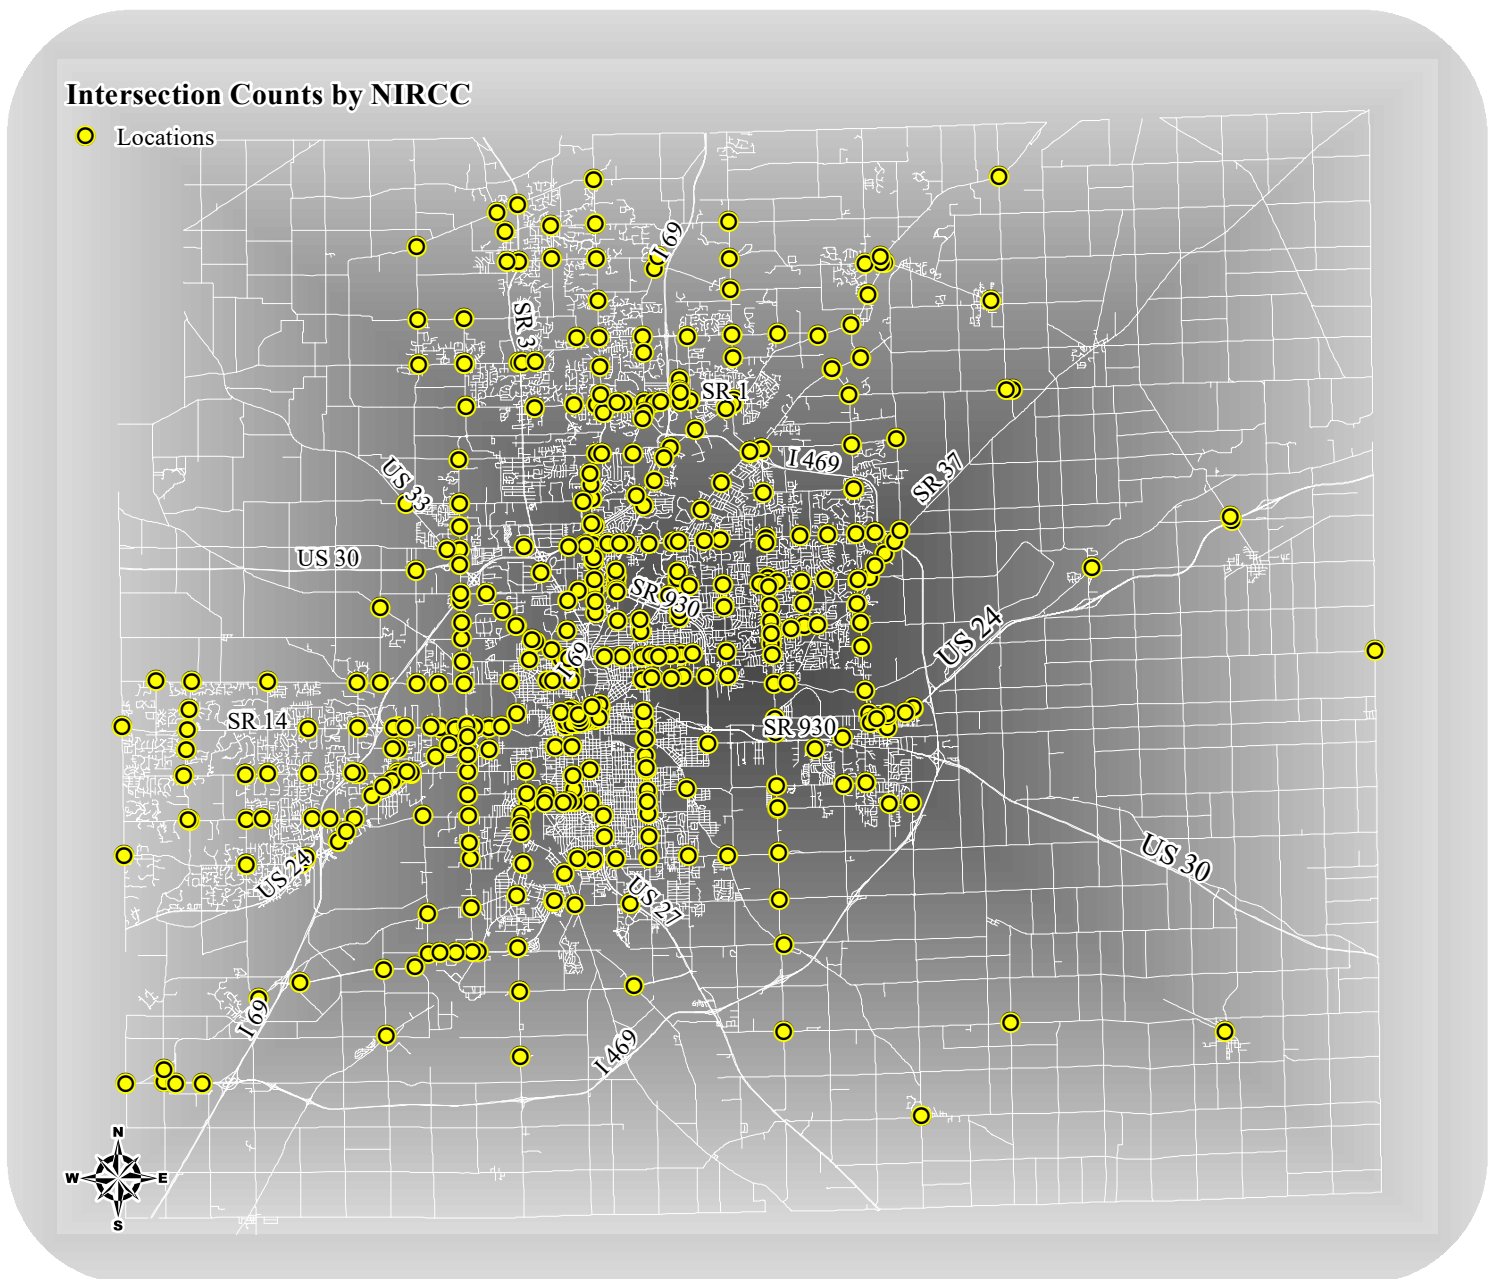 Intersection Counts by NIRCC
Locations
I 69
SR 3
SR 1
I 469
US 33
SR 37
US 30
SR 930
US 24
I 69
SR 14
SR 930
US 30
US 24
US 27
I 69
I 469
N
W E
S